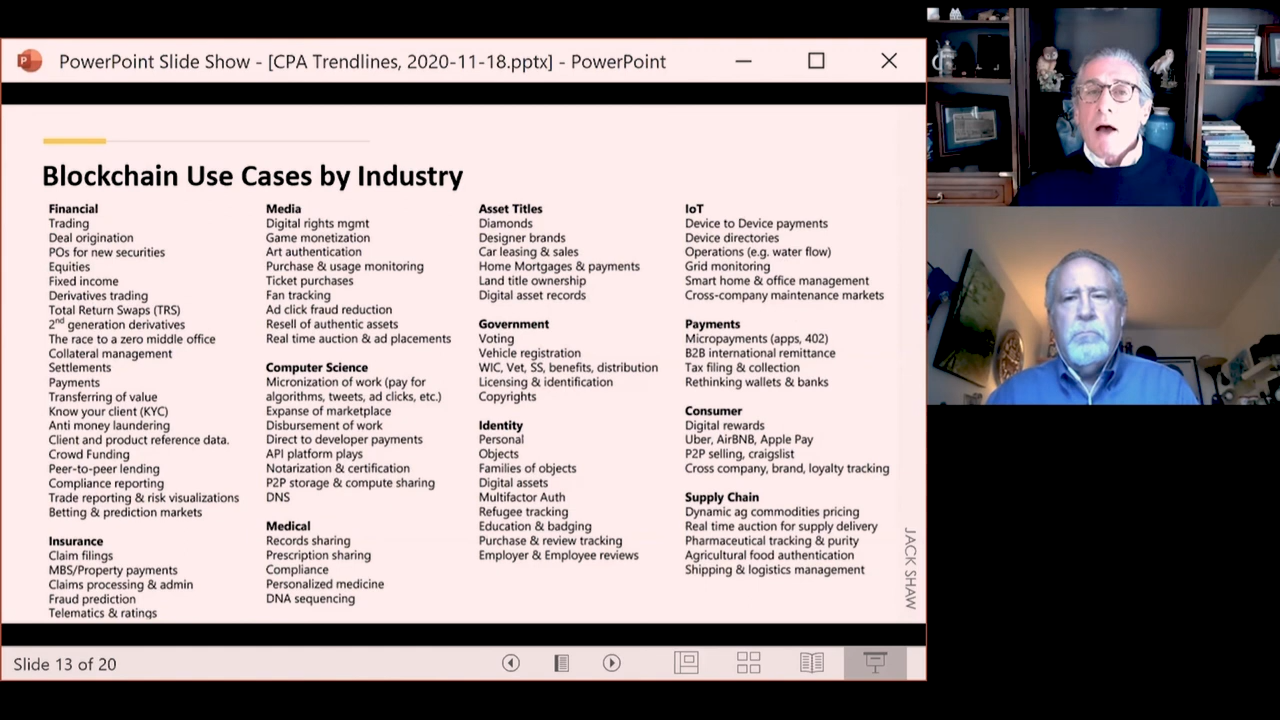 PowerPoint Slide Show - [CPA Trendlines, 2020-11-18.pptx] - PowerPoint
Blockchain Use Cases by Industry
Financial
Trading
Deal origination
POs for new securities
Equities
Fixed income
Derivatives trading
Total Return Swaps (TRS)
2nd generation derivatives
The race to a zero middle office
Collateral management
Settlements
Payments
Transferring of value
Know your client (KYC)
Anti money laundering
Client and product reference data.
Crowd Funding
Peer-to-peer lending
Compliance reporting
Trade reporting & risk visualizations
Betting & prediction markets
Insurance
Claim filings
MBS/Property payments
Claims processing & admin
Fraud prediction
Telematics & ratings
Media
Digital rights mgmt
Game monetization
Art authentication
Purchase & usage monitoring
Ticket purchases
Fan tracking
Ad click fraud reduction
Resell of authentic assets
Real time auction & ad placements
Computer Science
Micronization of work (pay for
algorithms, tweets, ad clicks, etc.)
Expanse of marketplace
Disbursement of work
Direct to developer payments
API platform plays
Notarization & certification
P2P storage & compute sharing
DNS
Medical
Records sharing
Prescription sharing
Compliance
Personalized medicine
DNA sequencing
Asset Titles
Diamonds
Designer brands
Car leasing & sales
Home Mortgages & payments
Land title ownership
Digital asset records
Government
Voting
Vehicle registration
WIC, Vet, SS, benefits, distribution
Licensing & identification
Copyrights
Identity
Personal
Objects
Families of objects
Digital assets
Multifactor Auth
Refugee tracking
Education & badging
Purchase & review tracking
Employer & Employee reviews
IoT
Device to Device payments
Device directories
Operations (e.g. water flow)
Grid monitoring
Smart home & office management
Cross-company maintenance markets
Payments
Micropayments (apps, 402)
B2B international remittance
Tax filing & collection
Rethinking wallets & banks
Consumer
Digital rewards
Uber, AirBNB, Apple Pay
P2P selling, craigslist
Cross company, brand, loyalty tracking
Supply Chain
Dynamic ag commodities pricing
Real time auction for supply delivery
Pharmaceutical tracking & purity
Agricultural food authentication
Shipping & logistics management
JACK SHAW
Slide 13 of 20